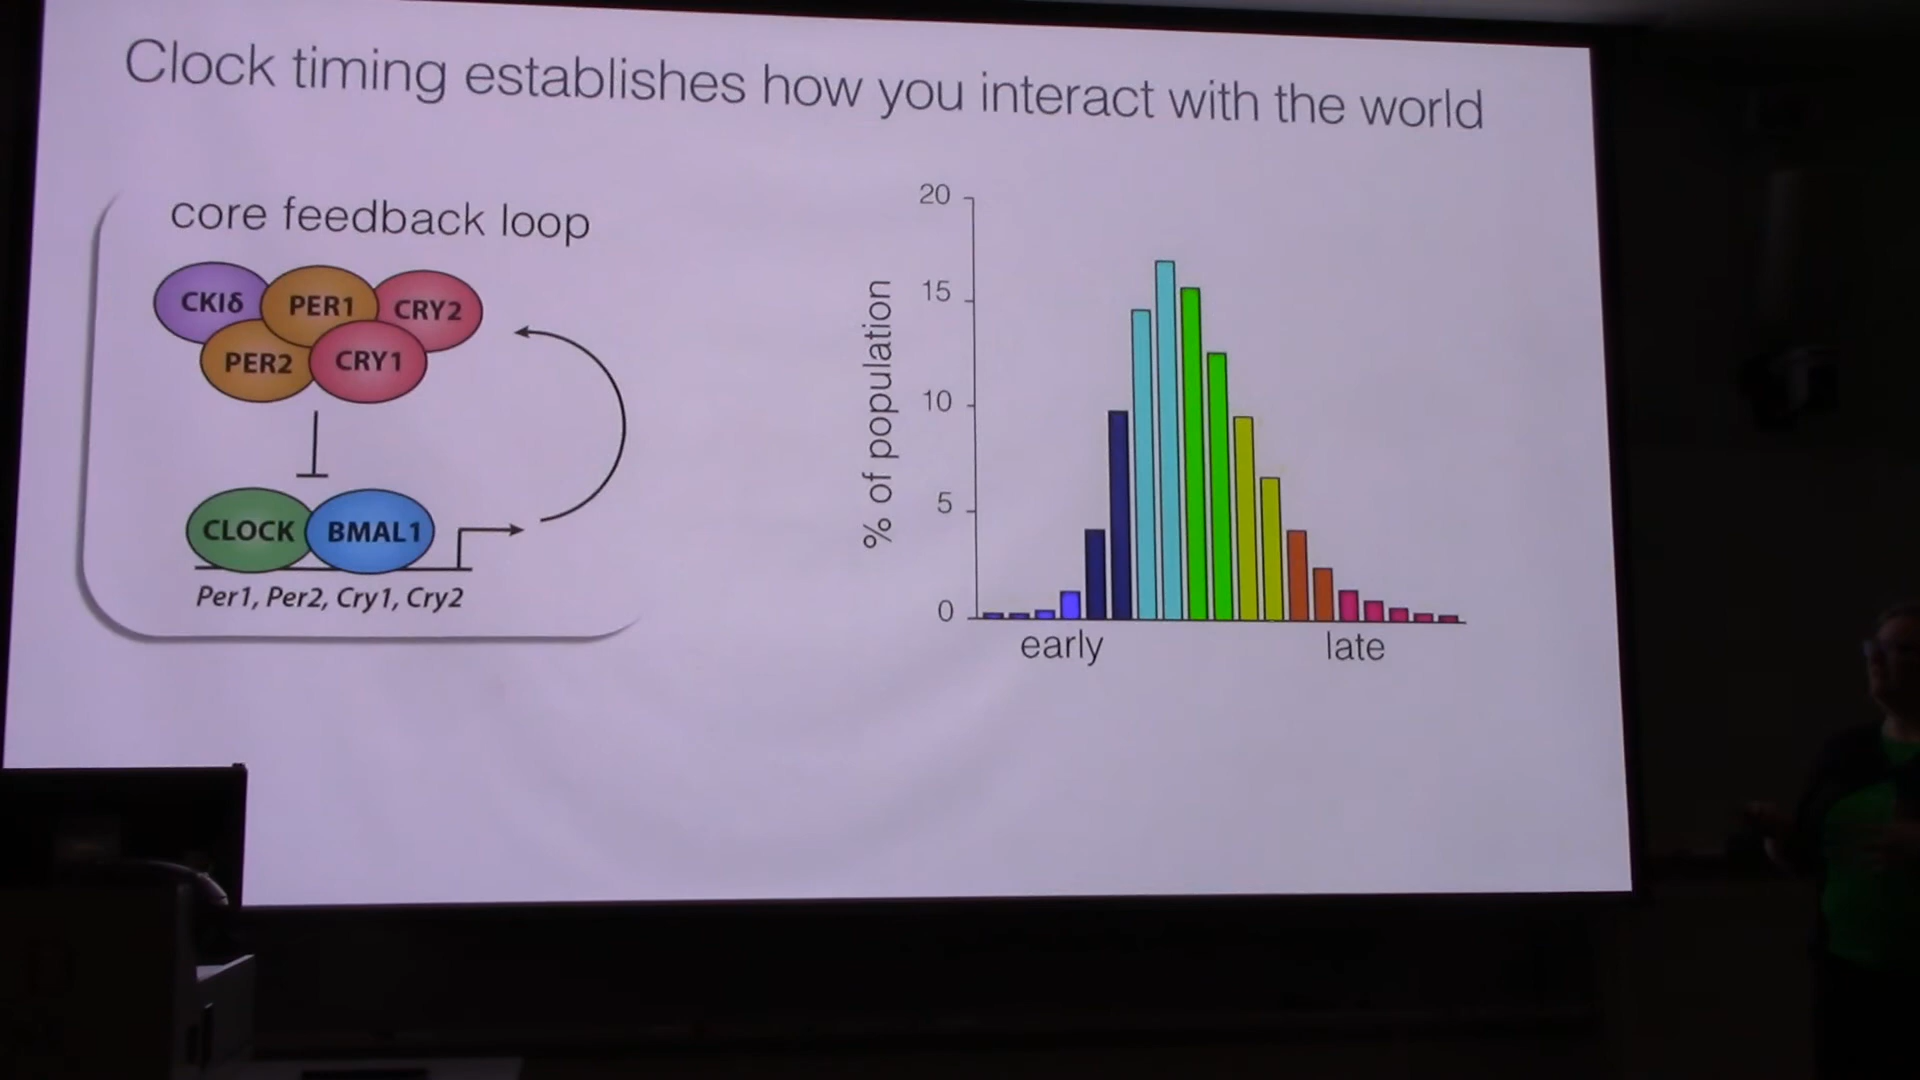 Clock timing establishes how you interact with the world
core feedback loop
CKIδ
PER1
CRY2
PER2
CRY1
CLOCK
BMAL1
Per1, Per2, Cry1, Cry2
% of population
20
15
10
5
0
early
late